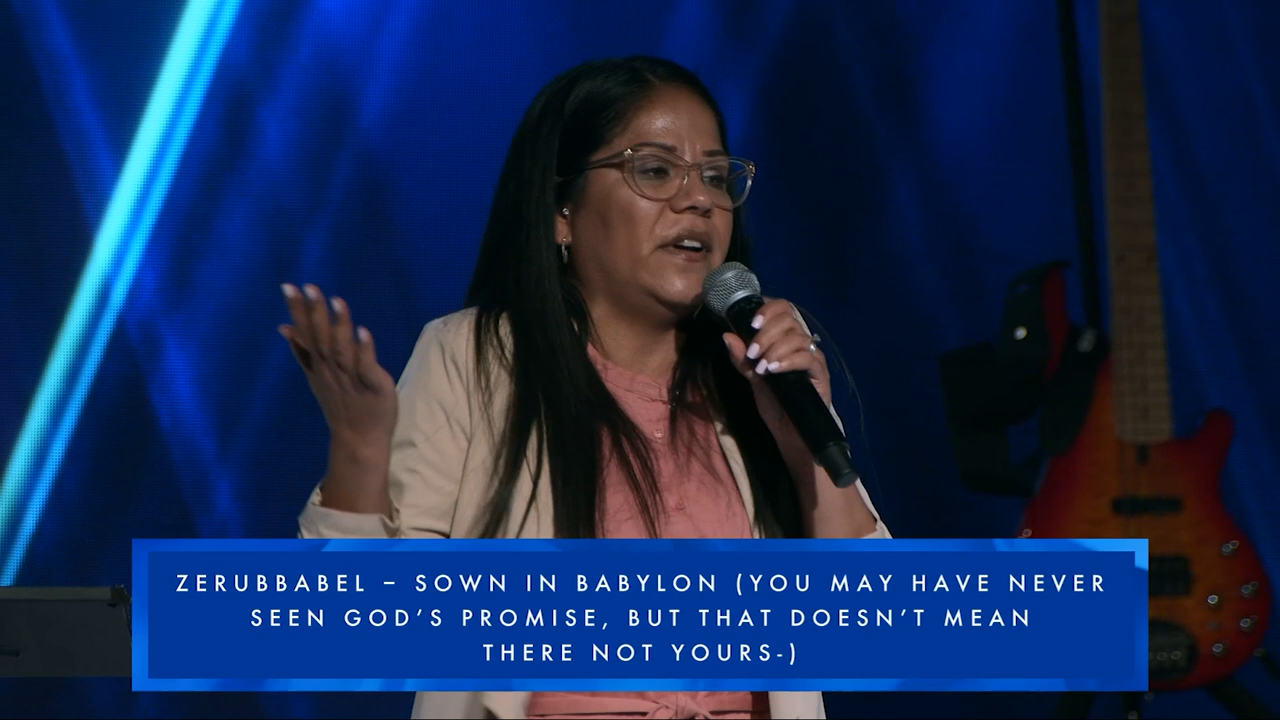 ZERUBBABEL – SOWN IN BABYLON (YOU MAY HAVE NEVER
SEEN GOD’S PROMISE, BUT THAT DOESN’T MEAN
THERE NOT YOURS-)